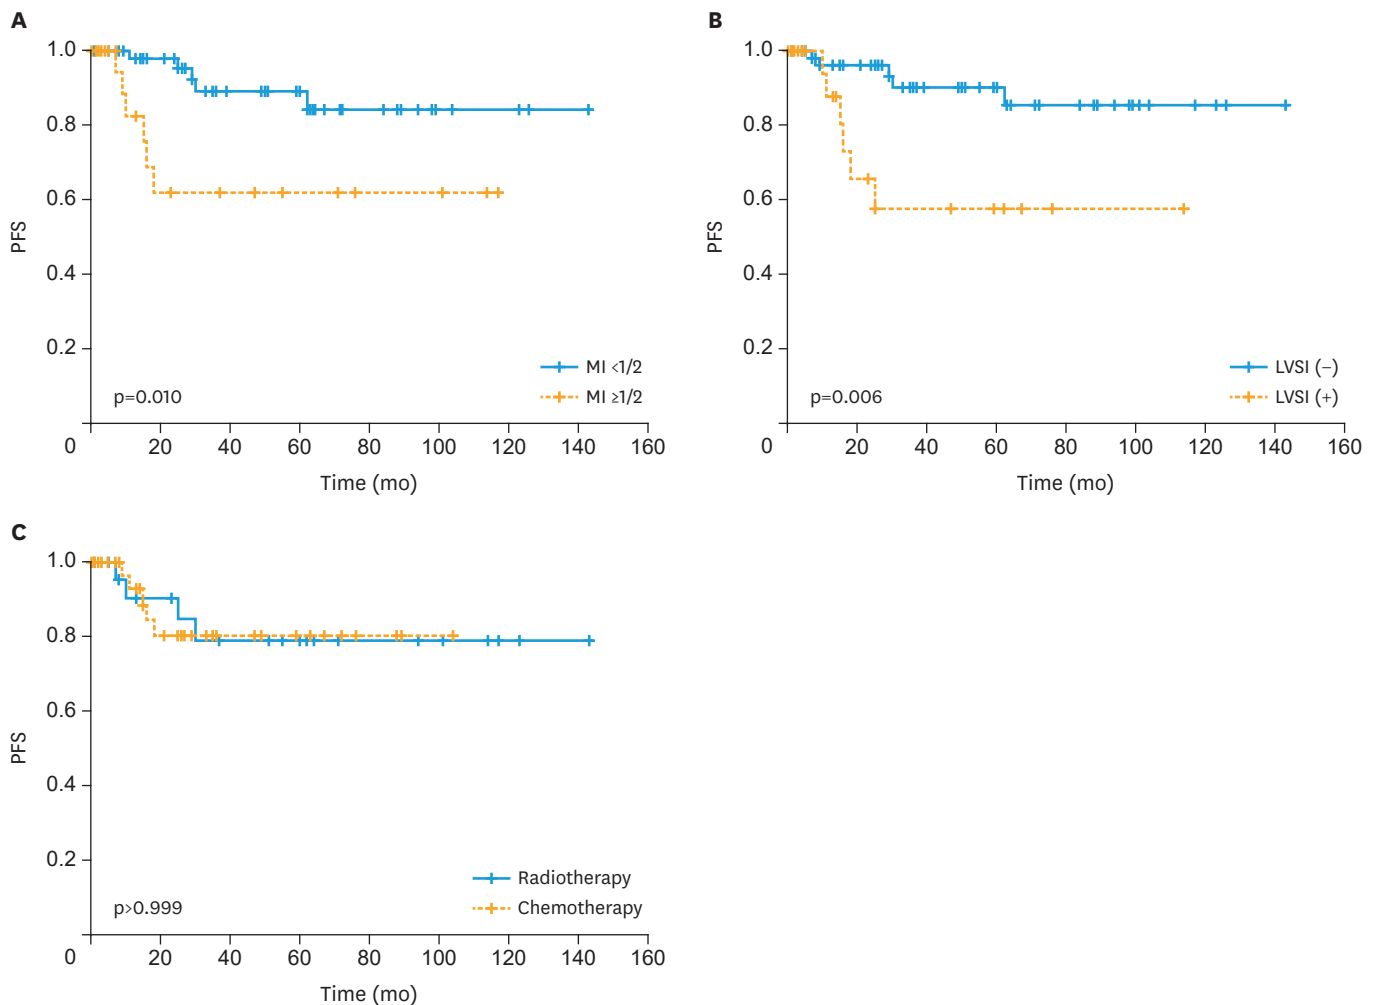 A
1.0
0.8
0.6
0.4
0.2
PFS
MI <1/2
MI ≥1/2
p=0.010
0 20 40 60 80 100 120 140 160
Time (mo)
B
1.0
0.8
0.6
0.4
0.2
PFS
LVSI (−)
LVSI (+)
p=0.006
0 20 40 60 80 100 120 140 160
Time (mo)
C
1.0
0.8
0.6
0.4
0.2
PFS
Radiotherapy
Chemotherapy
p>0.999
0 20 40 60 80 100 120 140 160
Time (mo)